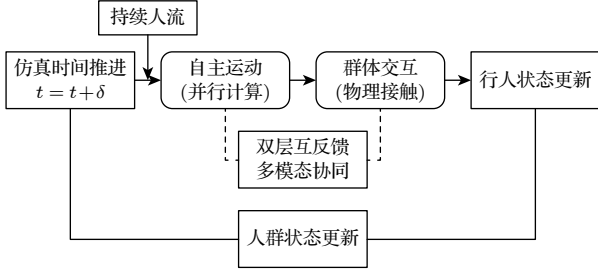 持续人流
仿真时间推进
t = t+δ
自主运动
(并行计算)
群体交互
(物理接触)
行人状态更新
双层互反馈
多模态协同
人群状态更新